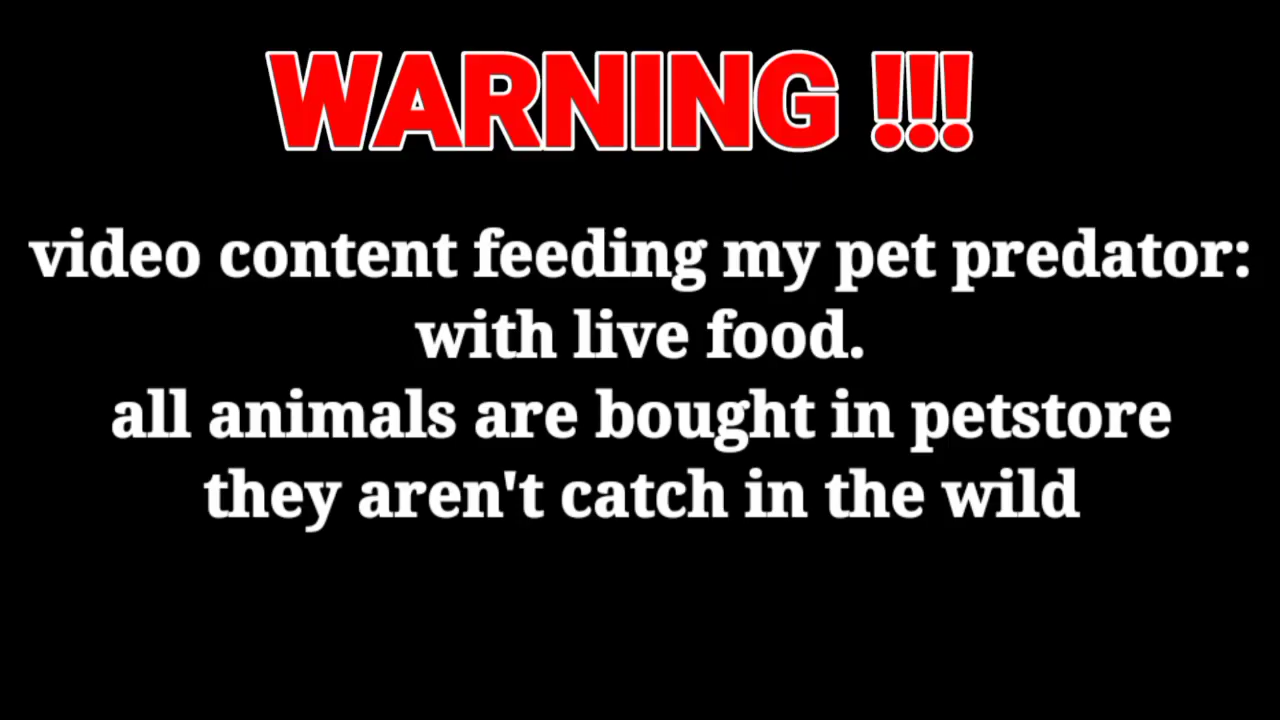 WARNING !!!
video content feeding my pet predator:
with live food.
all animals are bought in petstore
they aren't catch in the wild